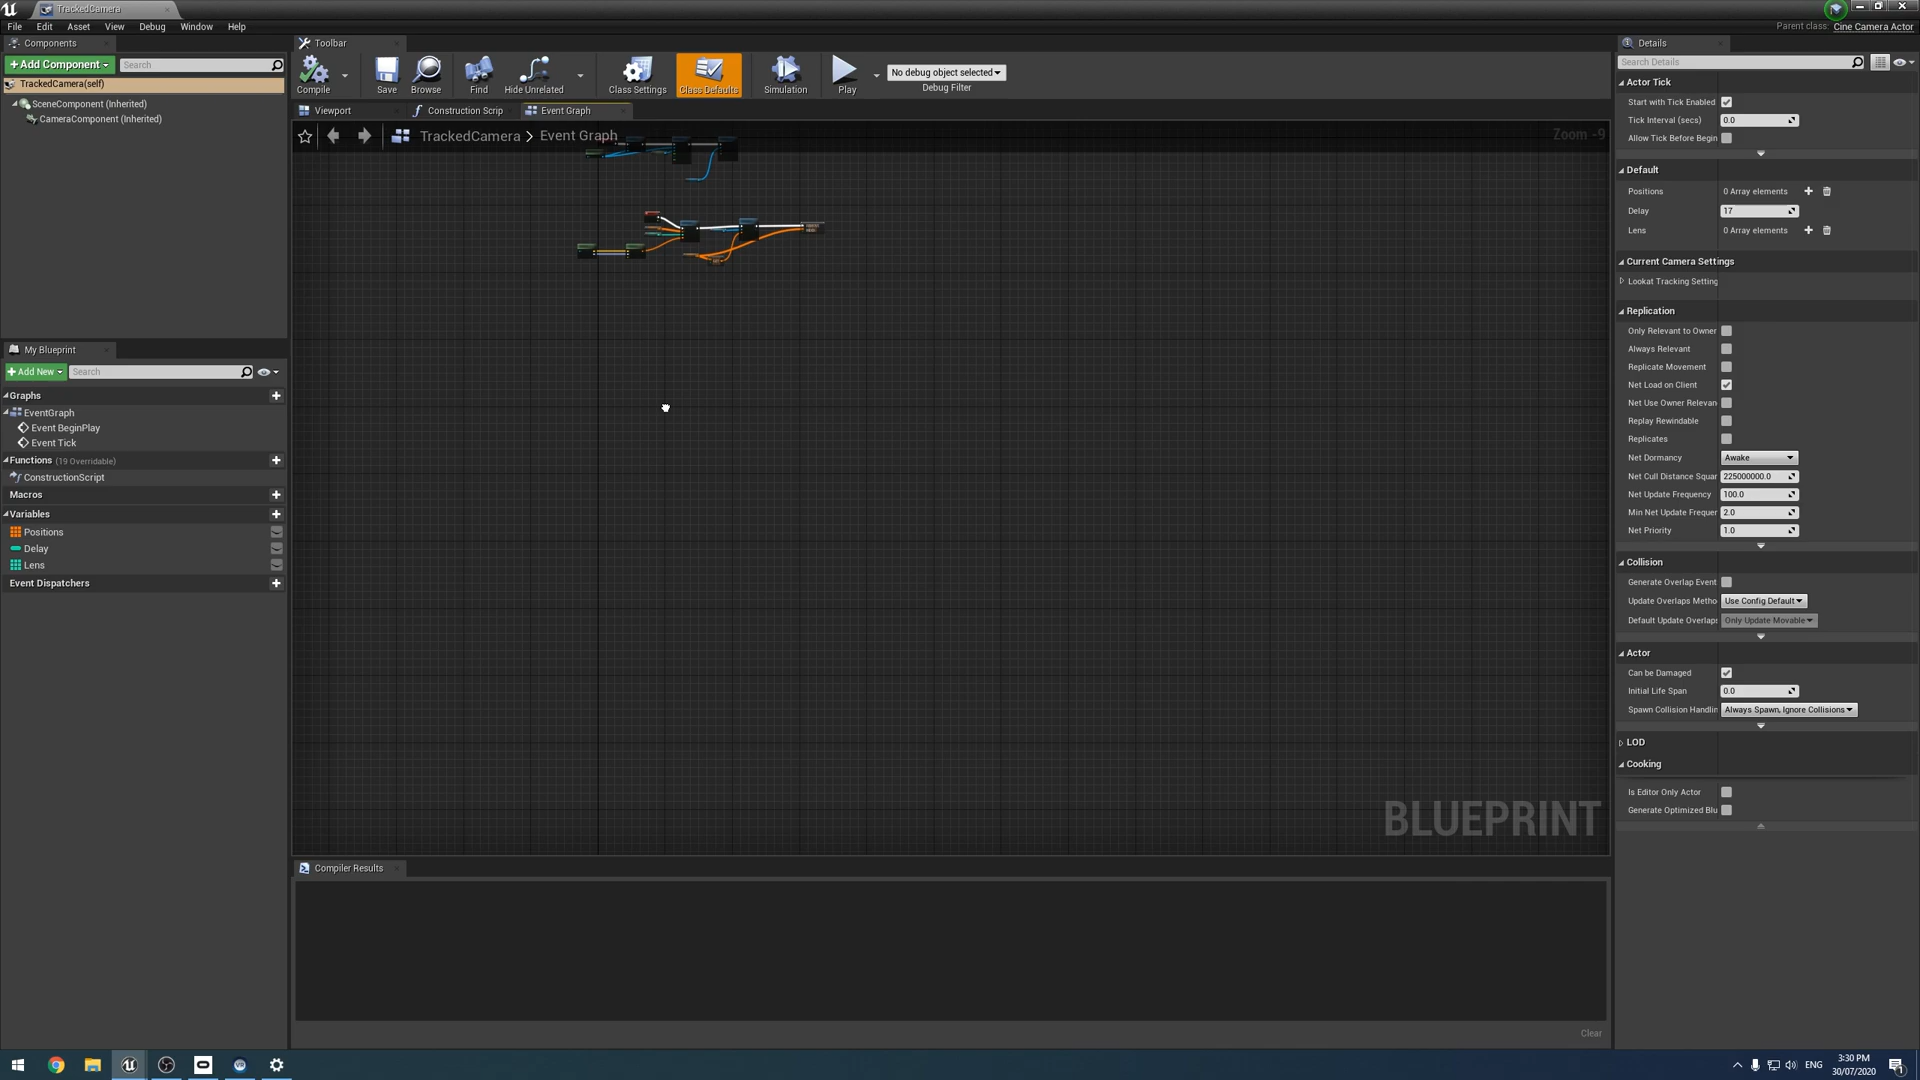 TrackedCamera
File Edit Asset View Debug Window Help
Parent class: Cine Camera Actor
Components
Toolbar
Details
+ Add Component
Search
Search Details
TrackedCamera(self)
SceneComponent (Inherited)
CameraComponent (Inherited)
Compile Save Browse Find Hide Unrelated Class Settings Class Defaults Simulation Play
No debug object selected
Debug Filter
Viewport
Construction Scrip
Event Graph
TrackedCamera > Event Graph
Zoom -9
BLUEPRINT
My Blueprint
+ Add New
Search
Graphs
EventGraph
Event BeginPlay
Event Tick
Functions (19 Overridable)
ConstructionScript
Macros
Variables
Positions
Delay
Lens
Event Dispatchers
Actor Tick
Start with Tick Enabled
Tick Interval (secs) 0.0
Allow Tick Before Begin
Default
Positions 0 Array elements
Delay 17
Lens 0 Array elements
Current Camera Settings
Lookat Tracking Setting
Replication
Only Relevant to Owner
Always Relevant
Replicate Movement
Net Load on Client
Net Use Owner Relevan
Replay Rewindable
Replicates
Net Dormancy Awake
Net Cull Distance Squar 225000000.0
Net Update Frequency 100.0
Min Net Update Frequer 2.0
Net Priority 1.0
Collision
Generate Overlap Event
Update Overlaps Metho Use Config Default
Default Update Overlaps Only Update Movable
Actor
Can be Damaged
Initial Life Span 0.0
Spawn Collision Handlin Always Spawn, Ignore Collisions
LOD
Cooking
Is Editor Only Actor
Generate Optimized Blu
Compiler Results
Clear
ENG
3:30 PM
30/07/2020